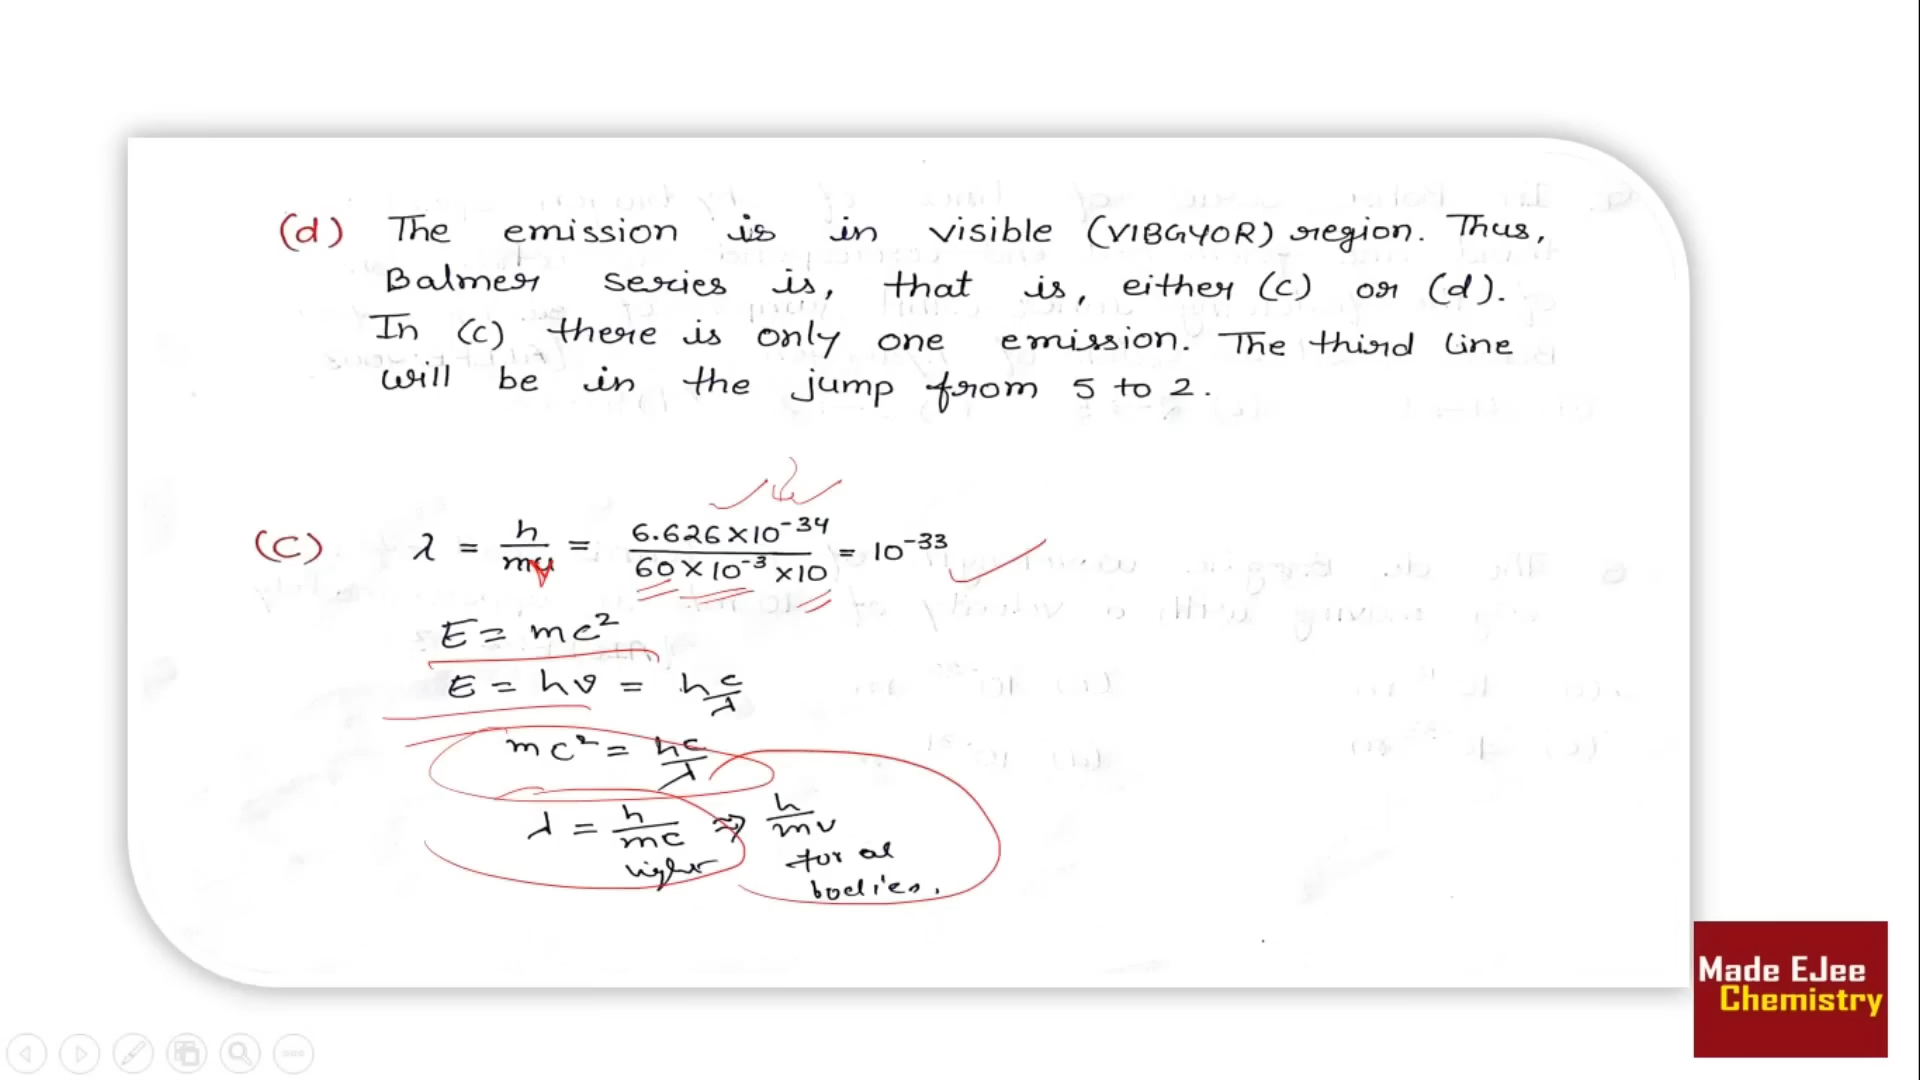 (d) The emission is in visible (VIBGYOR) region. Thus,
Balmer series is, that is, either (c) or (d).
In (c) there is only one emission. The third line
will be in the jump from 5 to 2.
(C) λ = h/mv = 6.626×10⁻³⁴/60×10⁻³×10 = 10⁻³³
E = mc²
E = hν = hc/λ
mc² = hc/λ
λ = h/mc ⇒ h/mv
higher
for al
bodies.
Made EJee
Chemistry